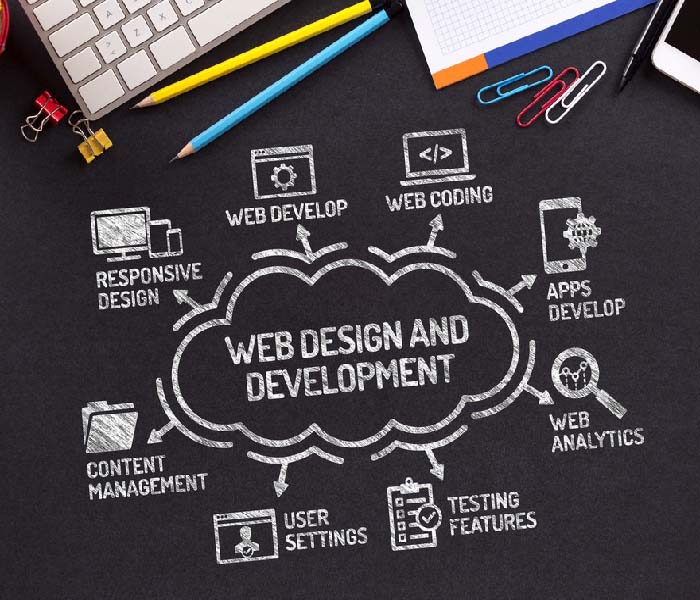 WEB DEVELOP
WEB CODING
RESPONSIVE
DESIGN
APPS
DEVELOP
WEB DESIGN AND
DEVELOPMENT
WEB
ANALYTICS
CONTENT
MANAGEMENT
USER
SETTINGS
TESTING
FEATURES